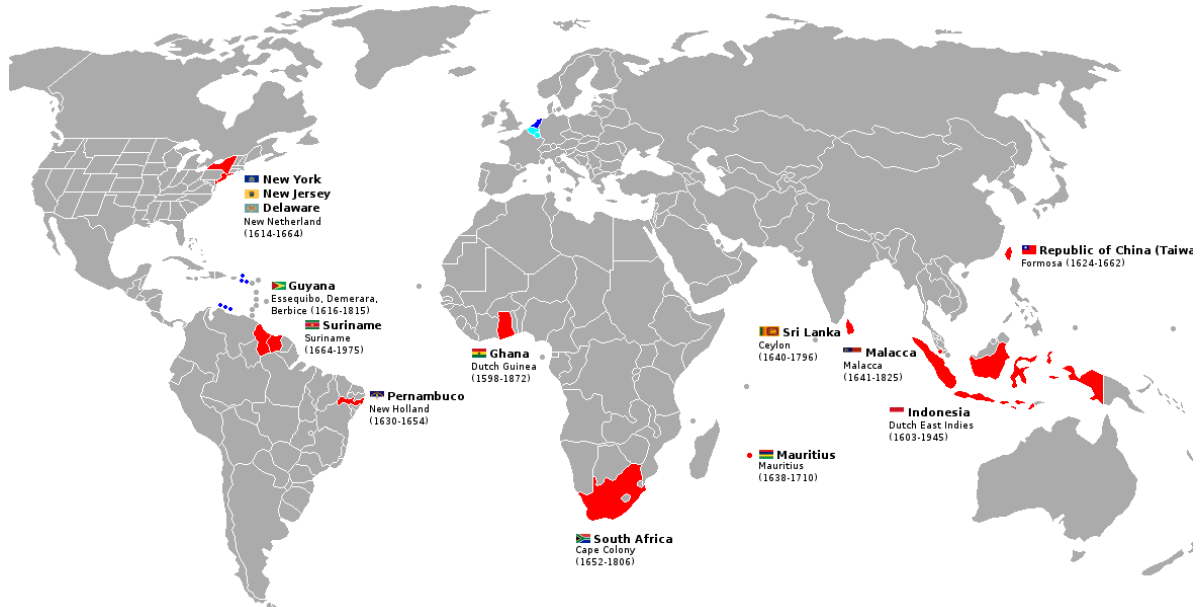 New York
New Jersey
Delaware
New Netherland
(1614-1664)
Guyana
Essequibo, Demerara,
Berbice (1616-1815)
Suriname
Suriname
(1664-1975)
Pernambuco
New Holland
(1630-1654)
Ghana
Dutch Guinea
(1598-1872)
South Africa
Cape Colony
(1652-1806)
Mauritius
Mauritius
(1638-1710)
Sri Lanka
Ceylon
(1640-1796)
Malacca
Malacca
(1641-1825)
Indonesia
Dutch East Indies
(1603-1945)
Republic of China (Taiwa
Formosa (1624-1662)